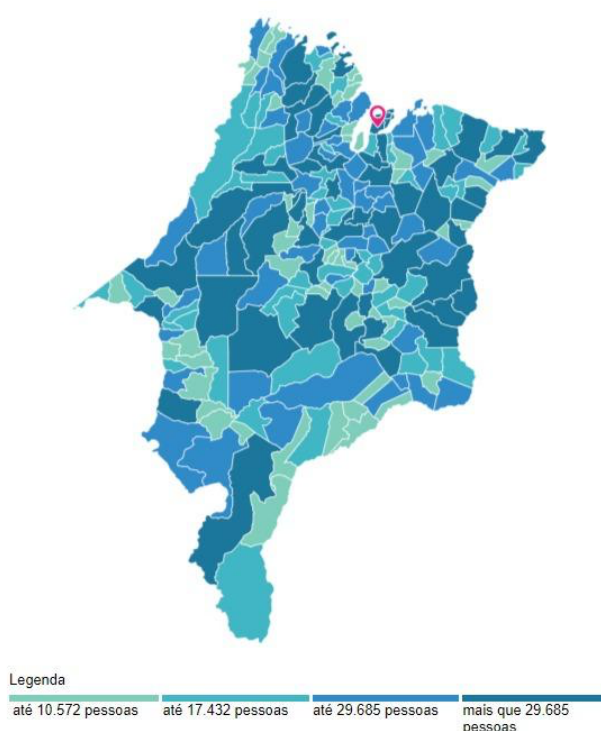 Legenda
até 10.572 pessoas
até 17.432 pessoas
até 29.685 pessoas
mais que 29.685
pessoas